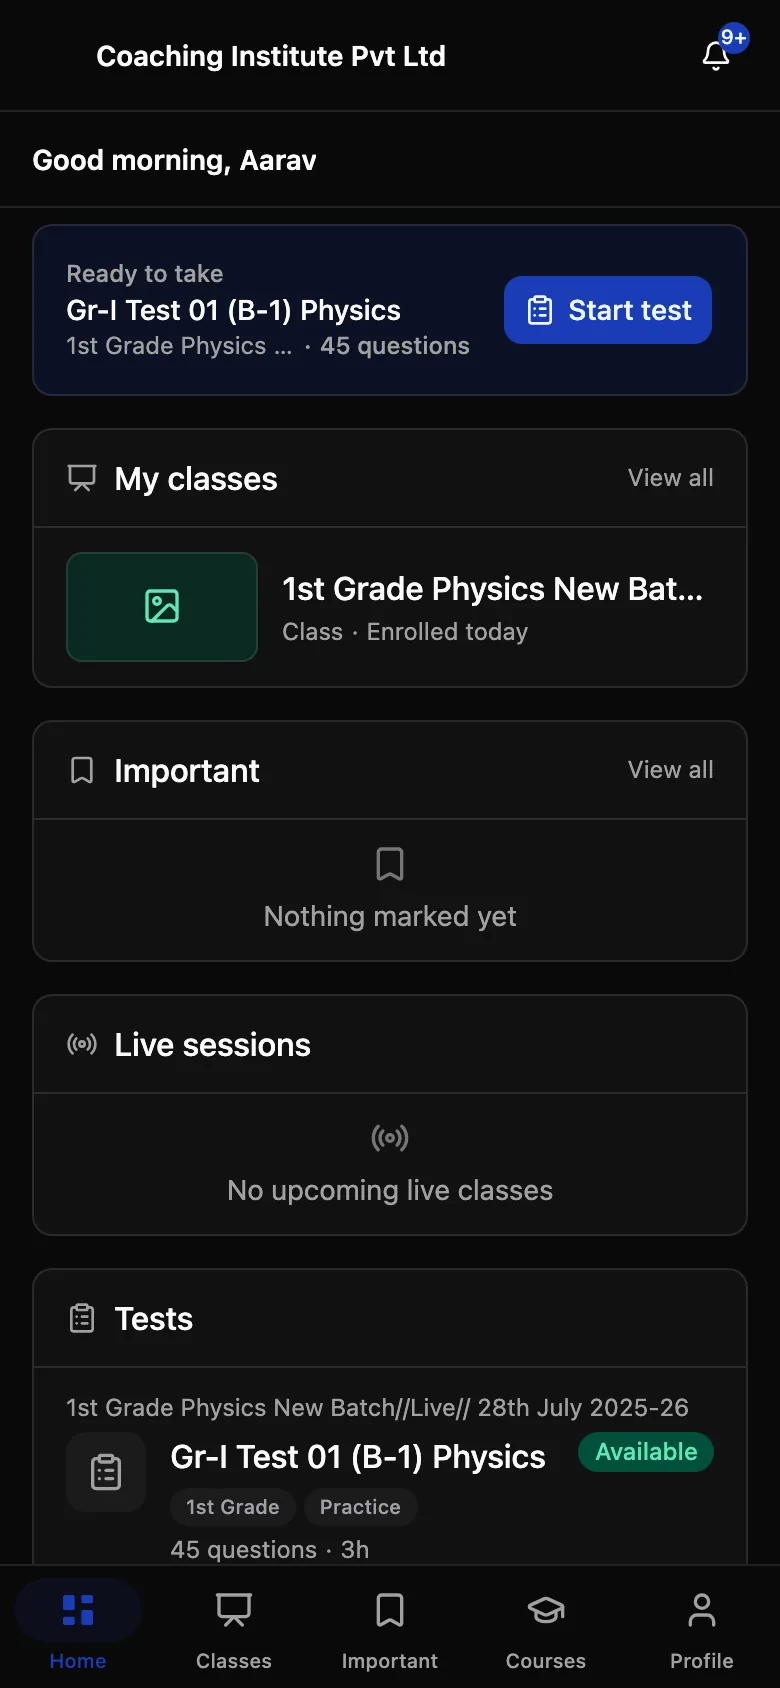 Coaching Institute Pvt Ltd
9+
Good morning, Aarav
Ready to take
Gr-I Test 01 (B-1) Physics
1st Grade Physics ... · 45 questions
Start test
My classes
View all
1st Grade Physics New Bat...
Class · Enrolled today
Important
View all
Nothing marked yet
Live sessions
No upcoming live classes
Tests
1st Grade Physics New Batch//Live// 28th July 2025-26
Gr-I Test 01 (B-1) Physics
Available
1st Grade
Practice
45 questions · 3h
Home
Classes
Important
Courses
Profile